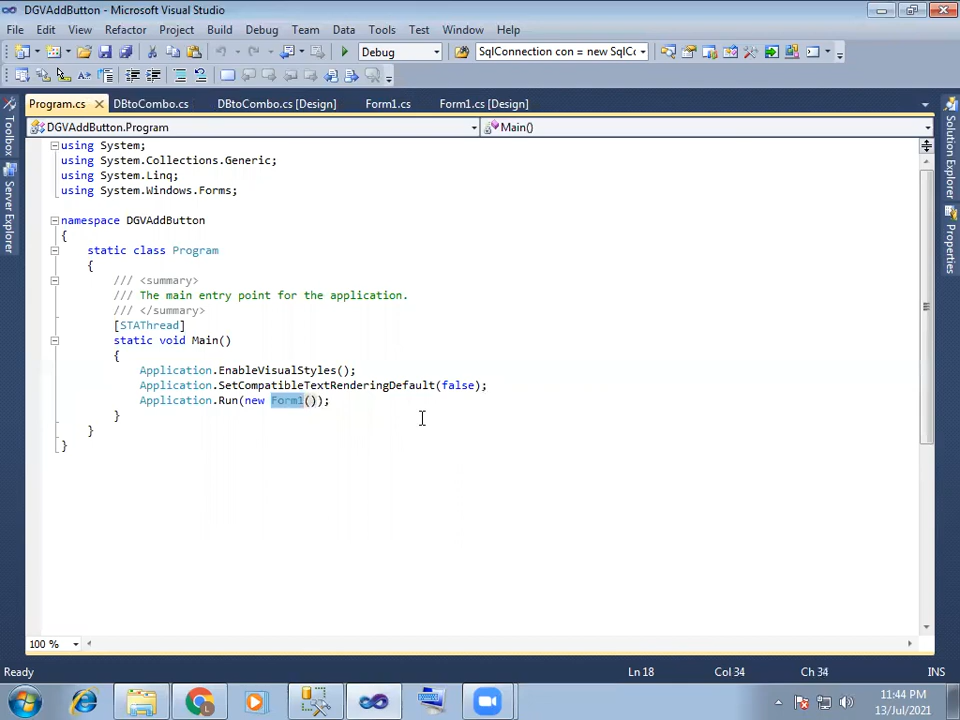 DGVAddButton - Microsoft Visual Studio
File Edit View Refactor Project Build Debug Team Data Tools Test Window Help
Debug SqlConnection con = new SqlCo
Program.cs DBtoCombo.cs DBtoCombo.cs [Design] Form1.cs Form1.cs [Design]
DGVAddButton.Program Main()
Toolbox
Server Explorer
Solution Explorer
Properties
using System;
using System.Collections.Generic;
using System.Linq;
using System.Windows.Forms;
namespace DGVAddButton
{
static class Program
{
/// <summary>
/// The main entry point for the application.
/// </summary>
[STAThread]
static void Main()
{
Application.EnableVisualStyles();
Application.SetCompatibleTextRenderingDefault(false);
Application.Run(new Form1());
}
}
}
100 %
Ready Ln 18 Col 34 Ch 34 INS
11:44 PM
13/Jul/2021